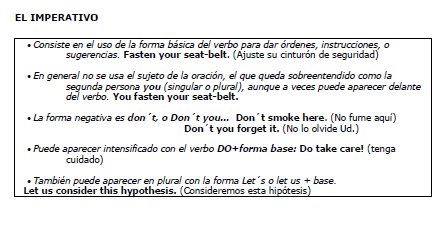 EL IMPERATIVO
• Consiste en el uso de la forma básica del verbo para dar órdenes, instrucciones, o
sugerencias. Fasten your seat-belt. (Ajuste su cinturón de seguridad)
• En general no se usa el sujeto de la oración, el que queda sobreentendido como la
segunda persona you (singular o plural), aunque a veces puede aparecer delante
del verbo. You fasten your seat-belt.
• La forma negativa es don´t, o Don´t you... Don´t smoke here. (No fume aquí)
Don´t you forget it. (No lo olvide Ud.)
• Puede aparecer intensificado con el verbo DO+forma base: Do take care! (tenga
cuidado)
• También puede aparecer en plural con la forma Let´s o let us + base.
Let us consider this hypothesis. (Consideremos esta hipótesis)